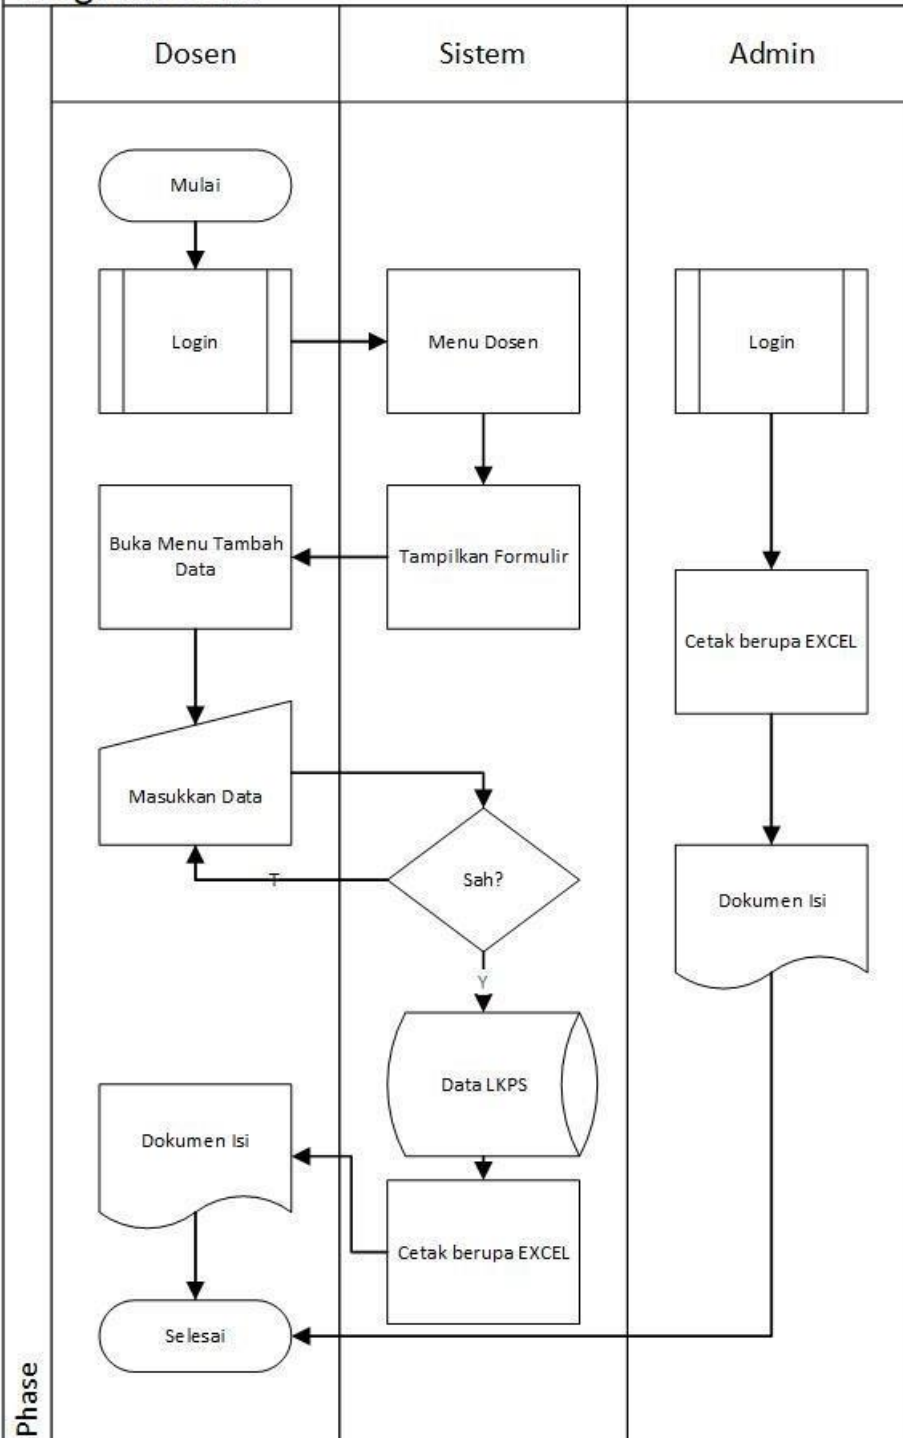 Dosen
Sistem
Admin
Mulai
Login
Menu Dosen
Login
Buka Menu Tambah
Data
Tampilkan Formulir
Cetak berupa EXCEL
Masukkan Data
T
Sah?
Dokumen Isi
Y
Data LKPS
Dokumen Isi
Cetak berupa EXCEL
Selesai
Phase